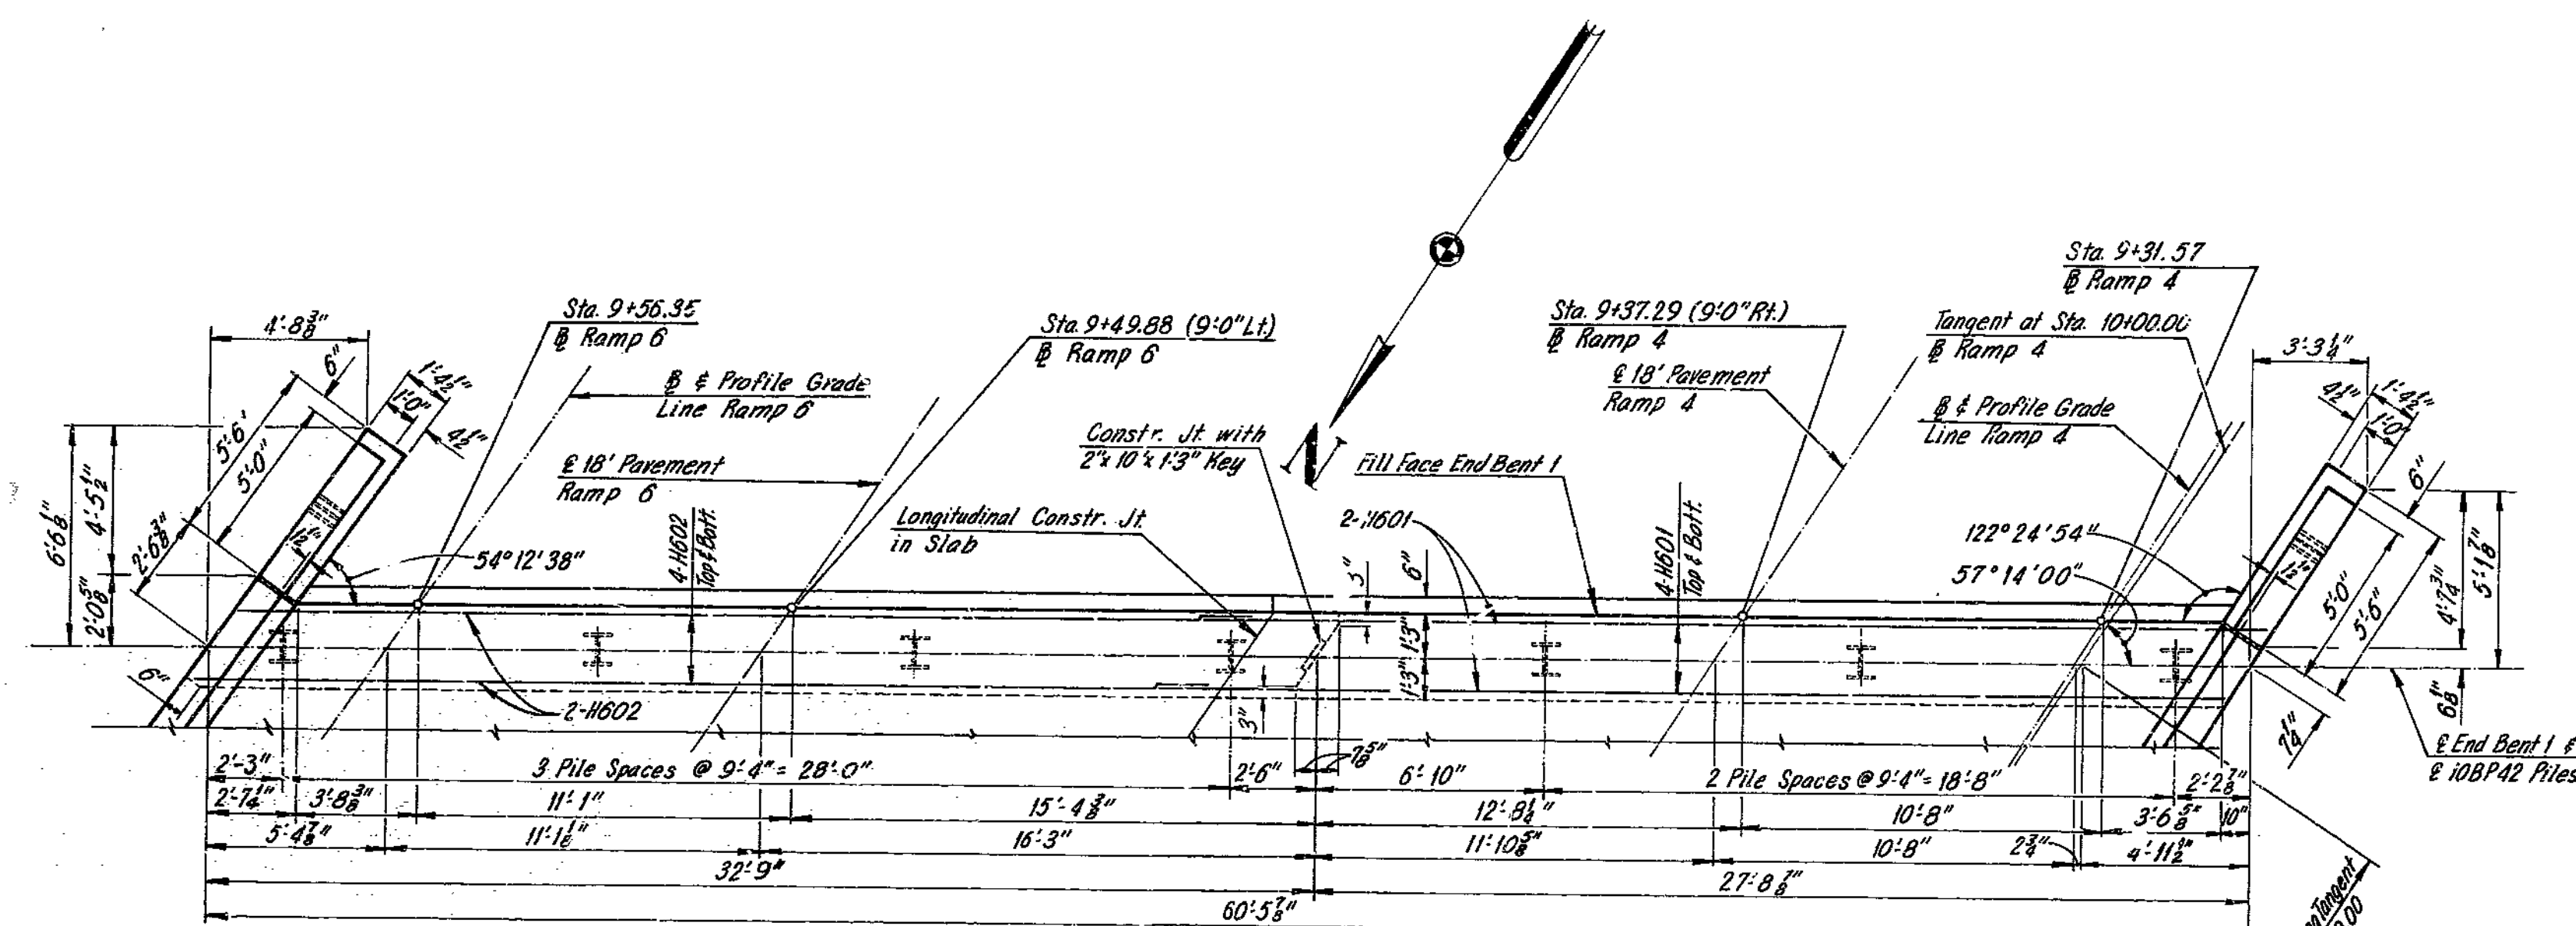 Sta. 9+31.57
℄ Ramp 4
Sta. 9+56.35
℄ Ramp 6
Sta. 9+49.88 (9'-0" Lt.)
℄ Ramp 6
Sta. 9+37.29 (9'-0" Rt.)
℄ Ramp 4
Tangent at Sta. 10+00.00
℄ Ramp 4
4'-8 3/8"
6"
1'-4 1/2"
1'-0"
4 1/2"
℄ & Profile Grade
Line Ramp 6
℄ 18' Pavement
Ramp 4
℄ & Profile Grade
Line Ramp 4
3'-3 1/4"
4 1/2"
1'-4 1/2"
1'-0"
6"
5'-6"
5'-0"
℄ 18' Pavement
Ramp 6
Constr. Jt. with
2" x 10" x 1'-3" Key
N
Fill Face End Bent 1
6'-6 1/8"
4'-5 1/2"
2'-0 5/8"
2'-6 3/8"
1 1/2"
54° 12' 38"
4-H602
Top & Bott.
Longitudinal Constr. Jt.
in Slab
2-H601
3"
6"
4-H601
Top & Bott.
122° 24' 54"
57° 14' 00"
1 1/2"
5'-0"
5'-6"
4'-7 3/4"
5'-1 7/8"
6"
2-H602
3"
1'-3"
1'-3"
7 5/8"
6 1/8"
7 1/4"
℄ End Bent 1 &
℄ 10BP42 Piles
2'-3"
3 Pile Spaces @ 9'-4" = 28'-0"
2'-6"
6'-10"
2 Pile Spaces @ 9'-4" = 18'-8"
2'-2 7/8"
2'-7 1/4"
3'-8 3/8"
11'-1"
15'-4 3/8"
12'-8 1/4"
10'-8"
3'-6 5/8"
10"
5'-4 7/8"
11'-1 1/8"
16'-3"
11'-10 5/8"
10'-8"
2 3/4"
4'-11 1/2"
32'-9"
27'-8 7/8"
60'-5 7/8"
Tangent